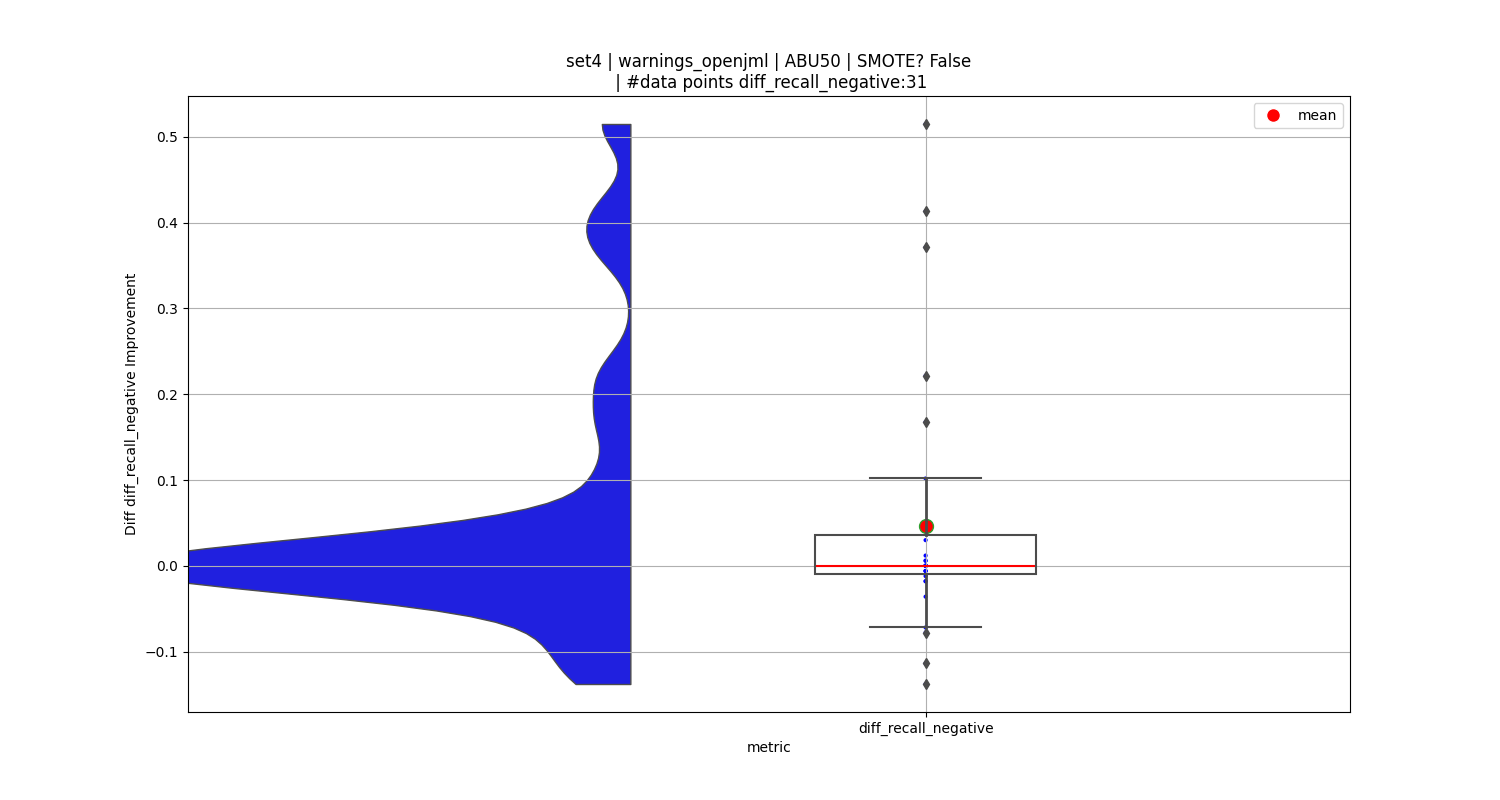 set4 | warnings_openjml | ABU50 | SMOTE? False
| #data points diff_recall_negative:31
mean
0.5
0.4
0.3
0.2
0.1
0.0
−0.1
Diff diff_recall_negative Improvement
diff_recall_negative
metric